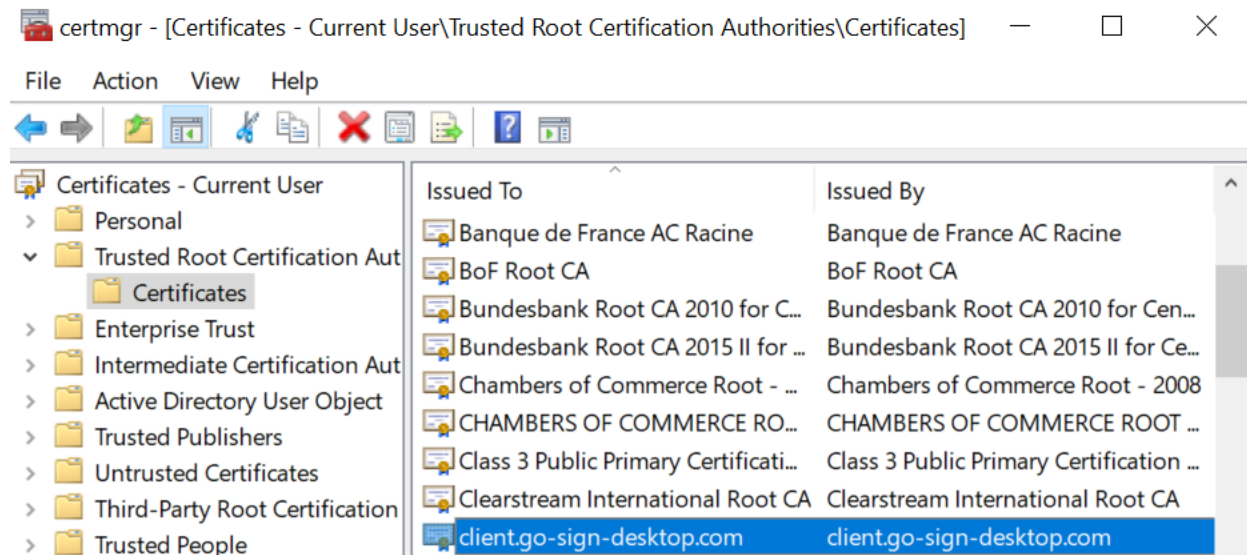 certmgr - [Certificates - Current User\Trusted Root Certification Authorities\Certificates]
File Action View Help
Certificates - Current User
Personal
Trusted Root Certification Aut
Certificates
Enterprise Trust
Intermediate Certification Aut
Active Directory User Object
Trusted Publishers
Untrusted Certificates
Third-Party Root Certification
Trusted People
Issued To Issued By
Banque de France AC Racine Banque de France AC Racine
BoF Root CA BoF Root CA
Bundesbank Root CA 2010 for C... Bundesbank Root CA 2010 for Cen...
Bundesbank Root CA 2015 II for ... Bundesbank Root CA 2015 II for Ce...
Chambers of Commerce Root - ... Chambers of Commerce Root - 2008
CHAMBERS OF COMMERCE RO... CHAMBERS OF COMMERCE ROOT ...
Class 3 Public Primary Certificati... Class 3 Public Primary Certification ...
Clearstream International Root CA Clearstream International Root CA
client.go-sign-desktop.com client.go-sign-desktop.com